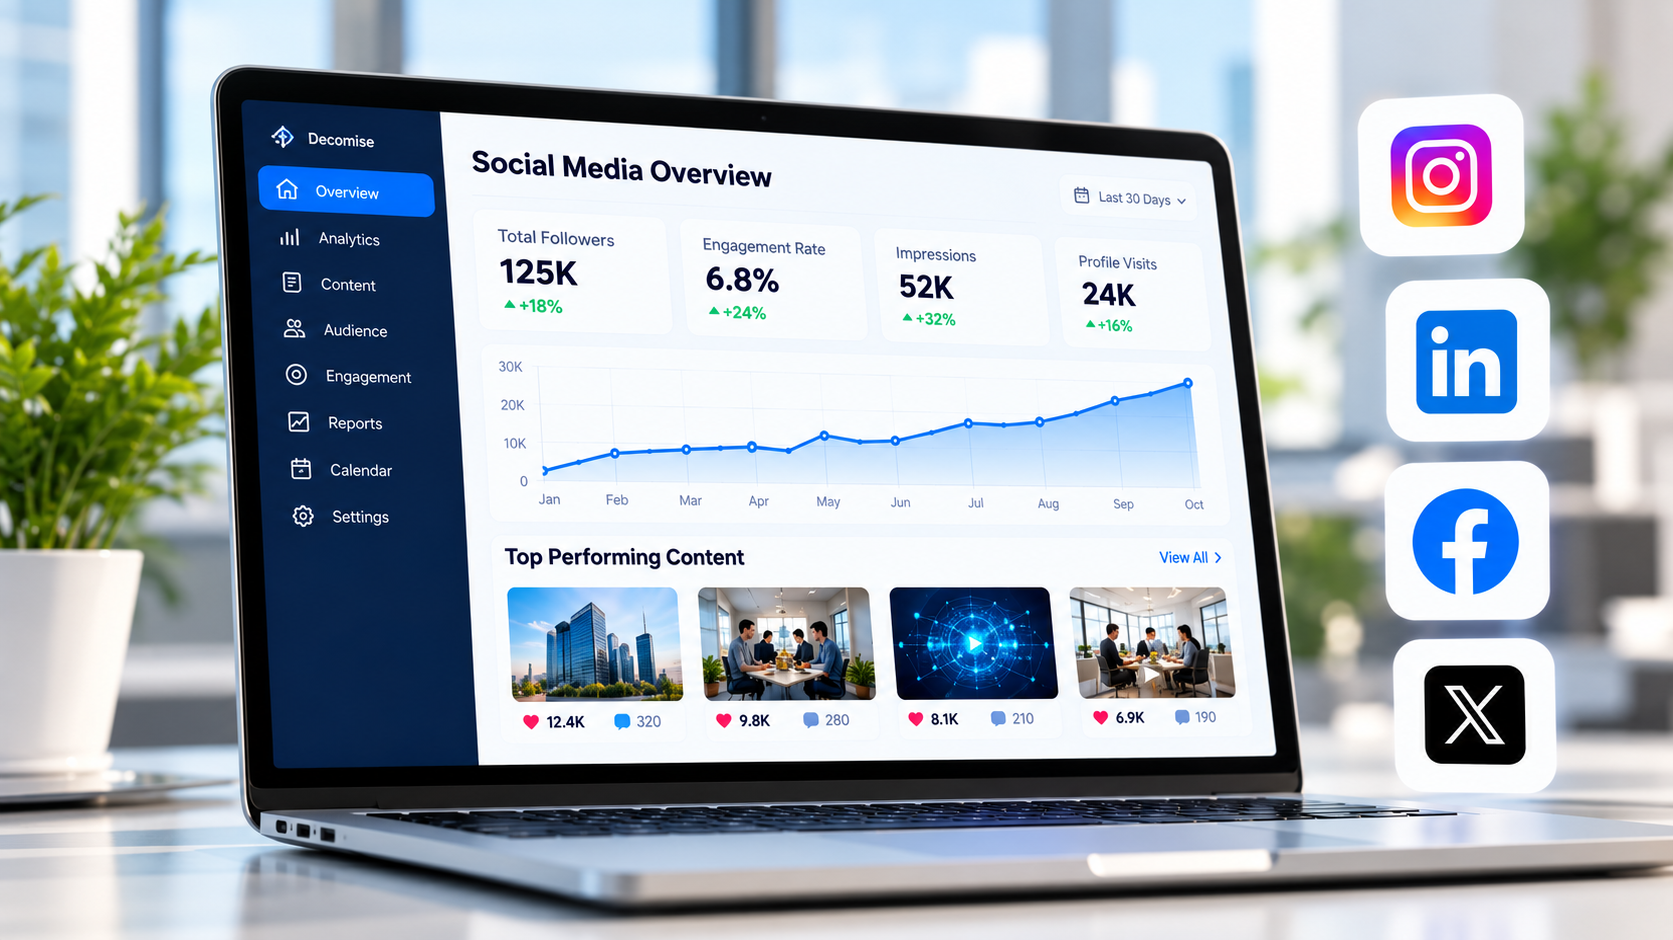 Decomise
Overview
Analytics
Content
Audience
Engagement
Reports
Calendar
Settings
Social Media Overview
Last 30 Days
Total Followers
125K
+18%
Engagement Rate
6.8%
+24%
Impressions
52K
+32%
Profile Visits
24K
+16%
30K
20K
10K
0
Jan Feb Mar Apr May Jun Jul Aug Sep Oct
Top Performing Content
View All
12.4K 320
9.8K 280
8.1K 210
6.9K 190
in
f
X